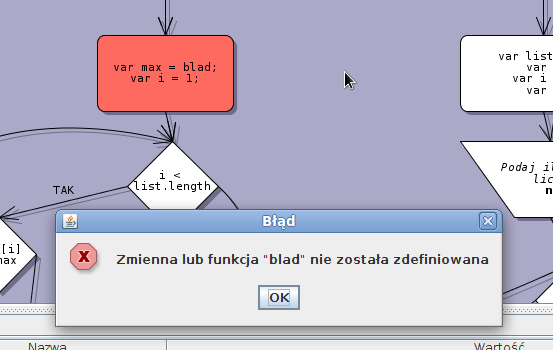 var max = blad;
var i = 1;
var list
var
var i
var
i <
list.length
TAK
Podaj il
lic
n
[i]
max
Błąd
Zmienna lub funkcja "blad" nie została zdefiniowana
OK
Nazwa
Wartość